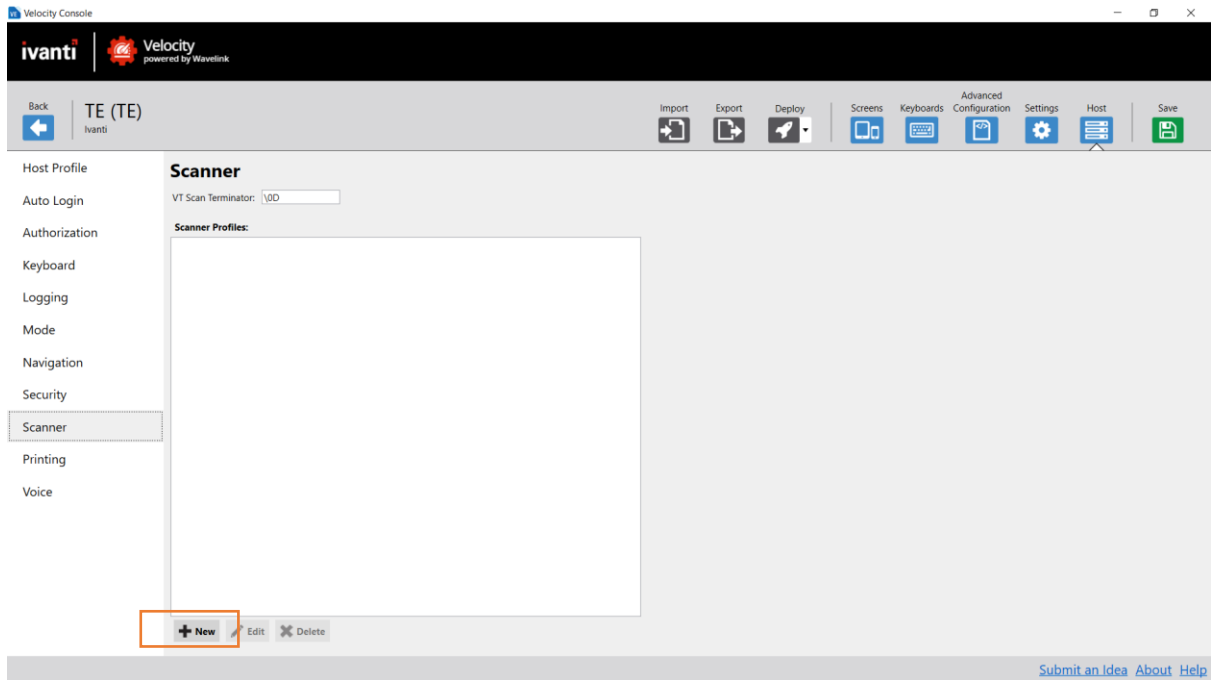 Velocity Console
ivanti
Velocity
powered by Wavelink
Back
TE (TE)
Ivanti
Import
Export
Deploy
Screens
Keyboards
Advanced
Configuration
Settings
Host
Save
Host Profile
Auto Login
Authorization
Keyboard
Logging
Mode
Navigation
Security
Scanner
Printing
Voice
Scanner
VT Scan Terminator: \0D
Scanner Profiles:
New Edit Delete
Submit an Idea About Help